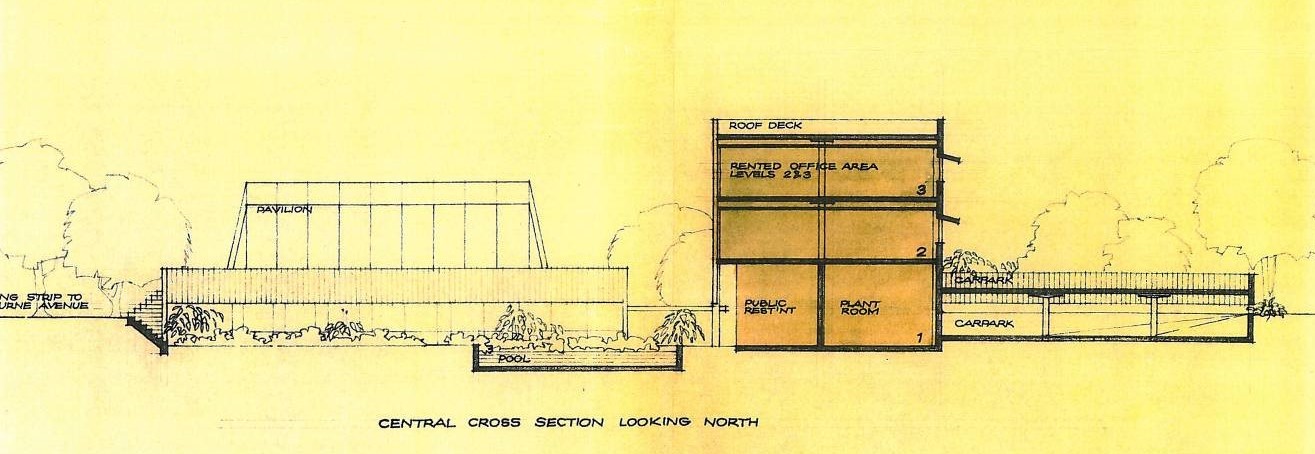 ROOF DECK
RENTED OFFICE AREA
LEVELS 2&3
3
PAVILION
2
CARPARK
NG STRIP TO
URNE AVENUE
PUBLIC
REST'NT
PLANT
ROOM
CARPARK
1
POOL
CENTRAL CROSS SECTION LOOKING NORTH